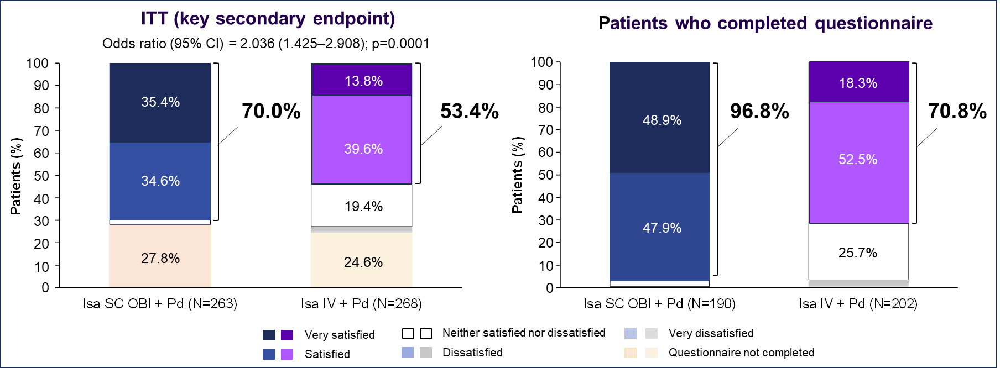 ITT (key secondary endpoint)
Odds ratio (95% CI) = 2.036 (1.425–2.908); p=0.0001
Patients (%)
100
90
80
70
60
50
40
30
20
10
0
35.4%
34.6%
27.8%
70.0%
13.8%
39.6%
19.4%
24.6%
53.4%
Isa SC OBI + Pd (N=263)
Isa IV + Pd (N=268)
Patients who completed questionnaire
Patients (%)
100
90
80
70
60
50
40
30
20
10
0
48.9%
47.9%
96.8%
18.3%
52.5%
25.7%
70.8%
Isa SC OBI + Pd (N=190)
Isa IV + Pd (N=202)
Very satisfied
Neither satisfied nor dissatisfied
Very dissatisfied
Satisfied
Dissatisfied
Questionnaire not completed